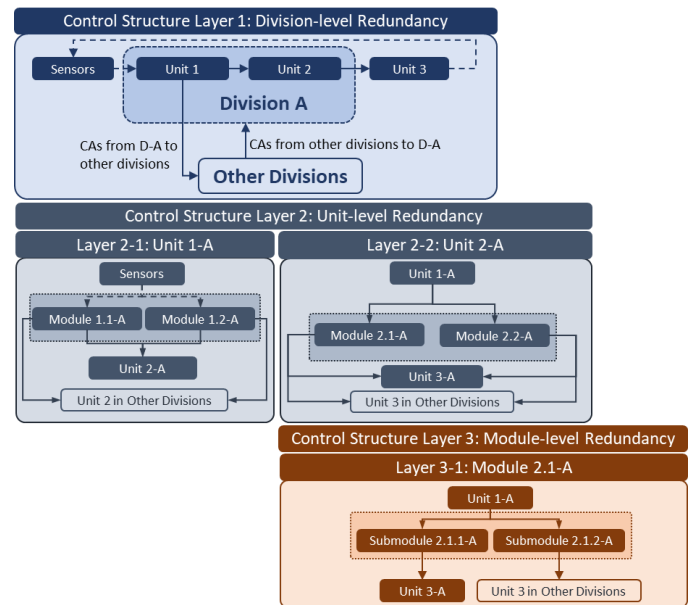 Control Structure Layer 1: Division-level Redundancy
Sensors
Unit 1
Unit 2
Unit 3
Division A
CAs from D-A to
other divisions
CAs from other divisions to D-A
Other Divisions
Control Structure Layer 2: Unit-level Redundancy
Layer 2-1: Unit 1-A
Sensors
Module 1.1-A
Module 1.2-A
Unit 2-A
Unit 2 in Other Divisions
Layer 2-2: Unit 2-A
Unit 1-A
Module 2.1-A
Module 2.2-A
Unit 3-A
Unit 3 in Other Divisions
Control Structure Layer 3: Module-level Redundancy
Layer 3-1: Module 2.1-A
Unit 1-A
Submodule 2.1.1-A
Submodule 2.1.2-A
Unit 3-A
Unit 3 in Other Divisions